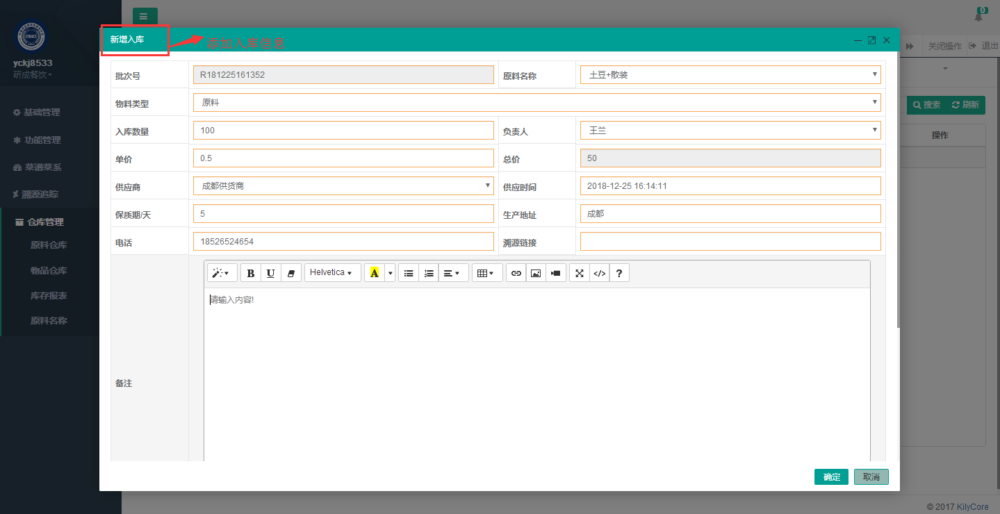 新增入库
添加入库信息
0
yckj8533
研成餐饮
关闭操作
退出
搜索
刷新
操作
基础管理
功能管理
菜谱菜系
溯源追踪
仓库管理
原料仓库
物品仓库
库存报表
原料名称
批次号 R181225161352 原料名称 土豆+散装
物料类型 原料
入库数量 100 负责人 王兰
单价 0.5 总价 50
供应商 成都供货商 供应时间 2018-12-25 16:14:11
保质期/天 5 生产地址 成都
电话 18526524654 溯源链接
B U Helvetica A </> ?
请输入内容!
备注
确定 取消
© 2017 KilyCore